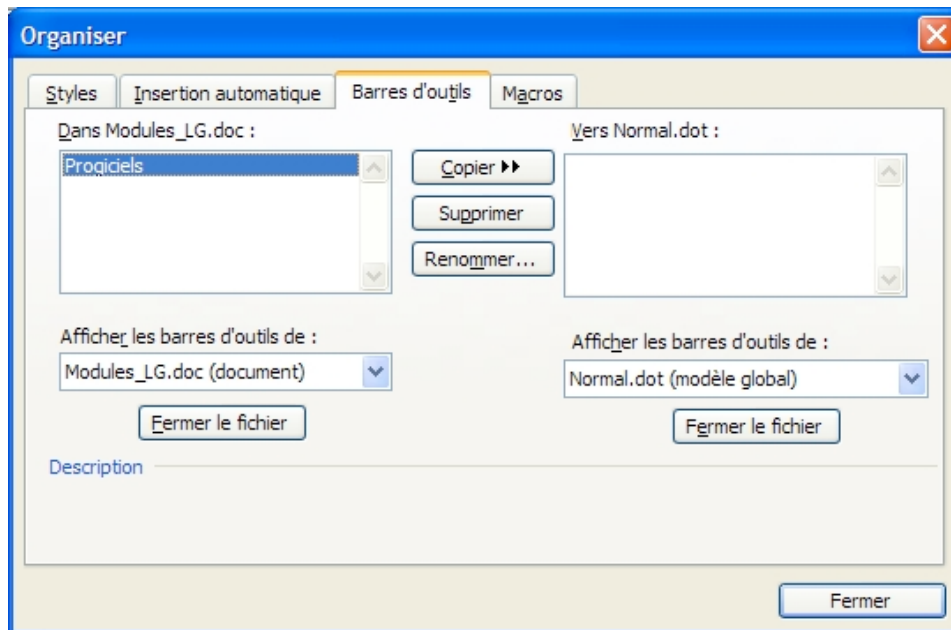 Organiser
Styles
Insertion automatique
Barres d'outils
Macros
Dans Modules_LG.doc :
Vers Normal.dot :
Progiciels
Copier
Supprimer
Renommer...
Afficher les barres d'outils de :
Afficher les barres d'outils de :
Modules_LG.doc (document)
Normal.dot (modèle global)
Fermer le fichier
Fermer le fichier
Description
Fermer